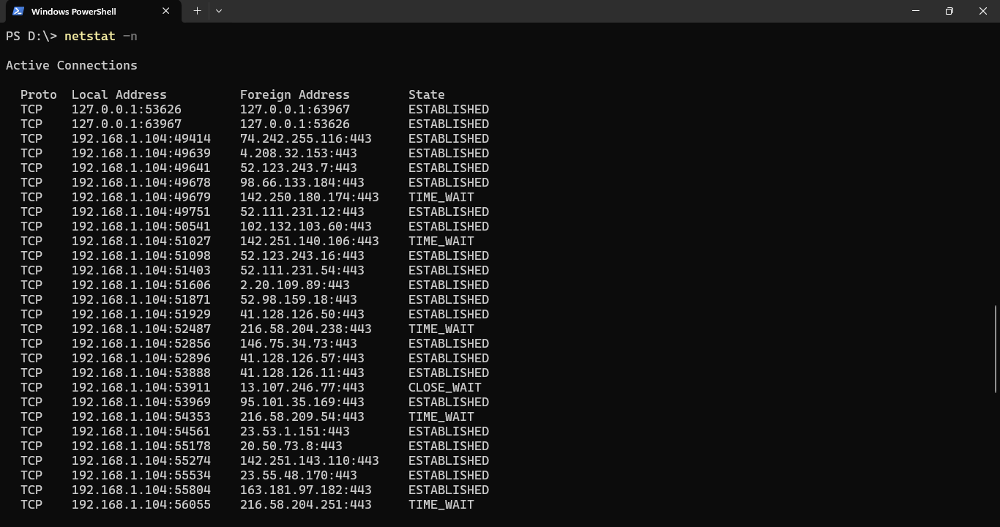 Windows PowerShell
PS D:\> netstat -n
Active Connections
Proto  Local Address          Foreign Address        State
TCP    127.0.0.1:53626        127.0.0.1:63967        ESTABLISHED
TCP    127.0.0.1:63967        127.0.0.1:53626        ESTABLISHED
TCP    192.168.1.104:49414    74.242.255.116:443     ESTABLISHED
TCP    192.168.1.104:49639    4.208.32.153:443       ESTABLISHED
TCP    192.168.1.104:49641    52.123.243.7:443       ESTABLISHED
TCP    192.168.1.104:49678    98.66.133.184:443      ESTABLISHED
TCP    192.168.1.104:49679    142.250.180.174:443    TIME_WAIT
TCP    192.168.1.104:49751    52.111.231.12:443      ESTABLISHED
TCP    192.168.1.104:50541    102.132.103.60:443     ESTABLISHED
TCP    192.168.1.104:51027    142.251.140.106:443    TIME_WAIT
TCP    192.168.1.104:51098    52.123.243.16:443      ESTABLISHED
TCP    192.168.1.104:51403    52.111.231.54:443      ESTABLISHED
TCP    192.168.1.104:51606    2.20.109.89:443        ESTABLISHED
TCP    192.168.1.104:51871    52.98.159.18:443       ESTABLISHED
TCP    192.168.1.104:51929    41.128.126.50:443      ESTABLISHED
TCP    192.168.1.104:52487    216.58.204.238:443     TIME_WAIT
TCP    192.168.1.104:52856    146.75.34.73:443       ESTABLISHED
TCP    192.168.1.104:52896    41.128.126.57:443      ESTABLISHED
TCP    192.168.1.104:53888    41.128.126.11:443      ESTABLISHED
TCP    192.168.1.104:53911    13.107.246.77:443      CLOSE_WAIT
TCP    192.168.1.104:53969    95.101.35.169:443      ESTABLISHED
TCP    192.168.1.104:54353    216.58.209.54:443      TIME_WAIT
TCP    192.168.1.104:54561    23.53.1.151:443        ESTABLISHED
TCP    192.168.1.104:55178    20.50.73.8:443         ESTABLISHED
TCP    192.168.1.104:55274    142.251.143.110:443    ESTABLISHED
TCP    192.168.1.104:55534    23.55.48.170:443       ESTABLISHED
TCP    192.168.1.104:55804    163.181.97.182:443     ESTABLISHED
TCP    192.168.1.104:56055    216.58.204.251:443     TIME_WAIT